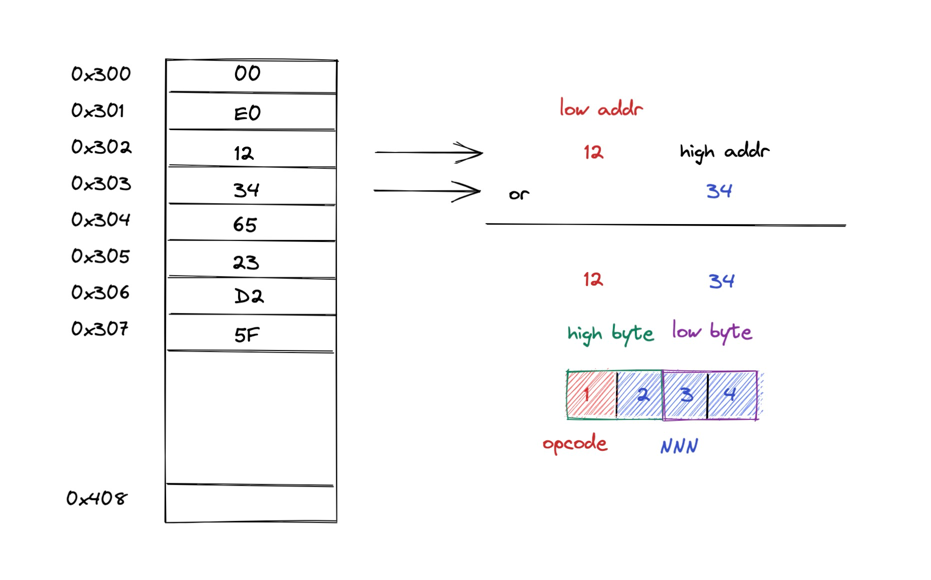 0x300 00
0x301 E0
0x302 12
0x303 34
0x304 65
0x305 23
0x306 D2
0x307 5F
0x408
low addr
12 high addr
or 34
12 34
high byte low byte
1 2 3 4
opcode NNN